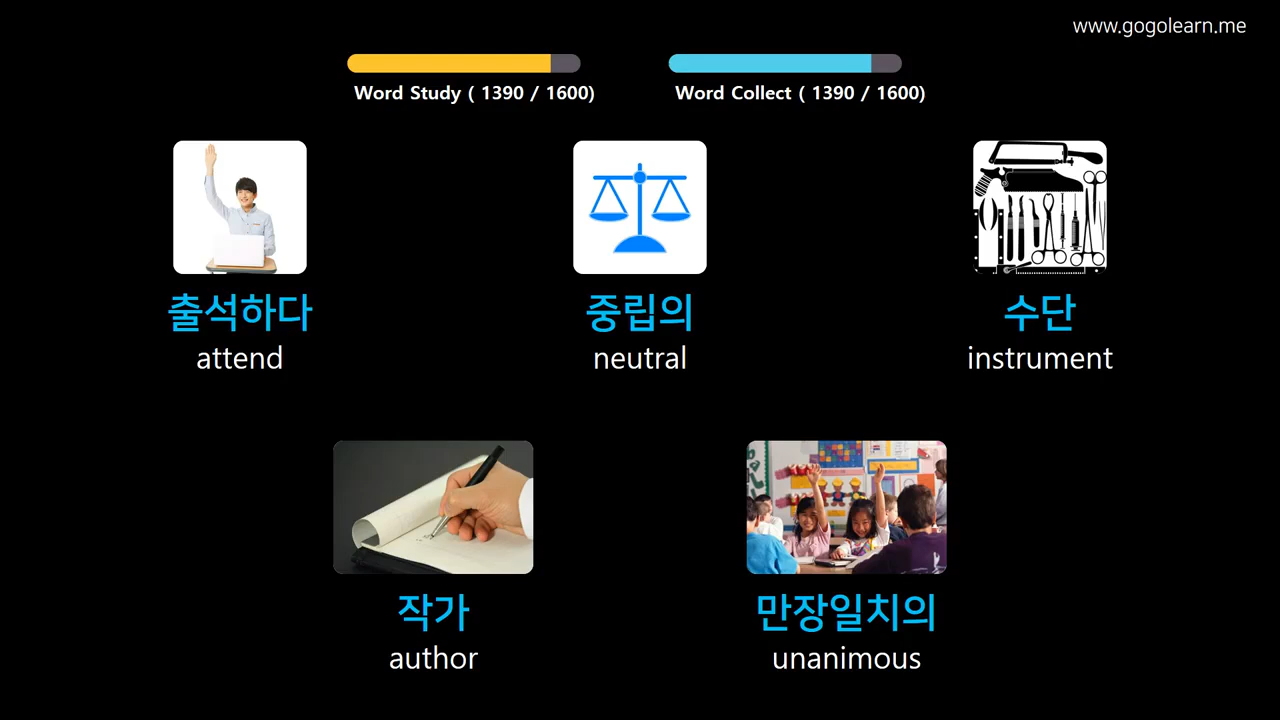 www.gogolearn.me
Word Study ( 1390 / 1600)
Word Collect ( 1390 / 1600)
출석하다
attend
중립의
neutral
수단
instrument
작가
author
만장일치의
unanimous